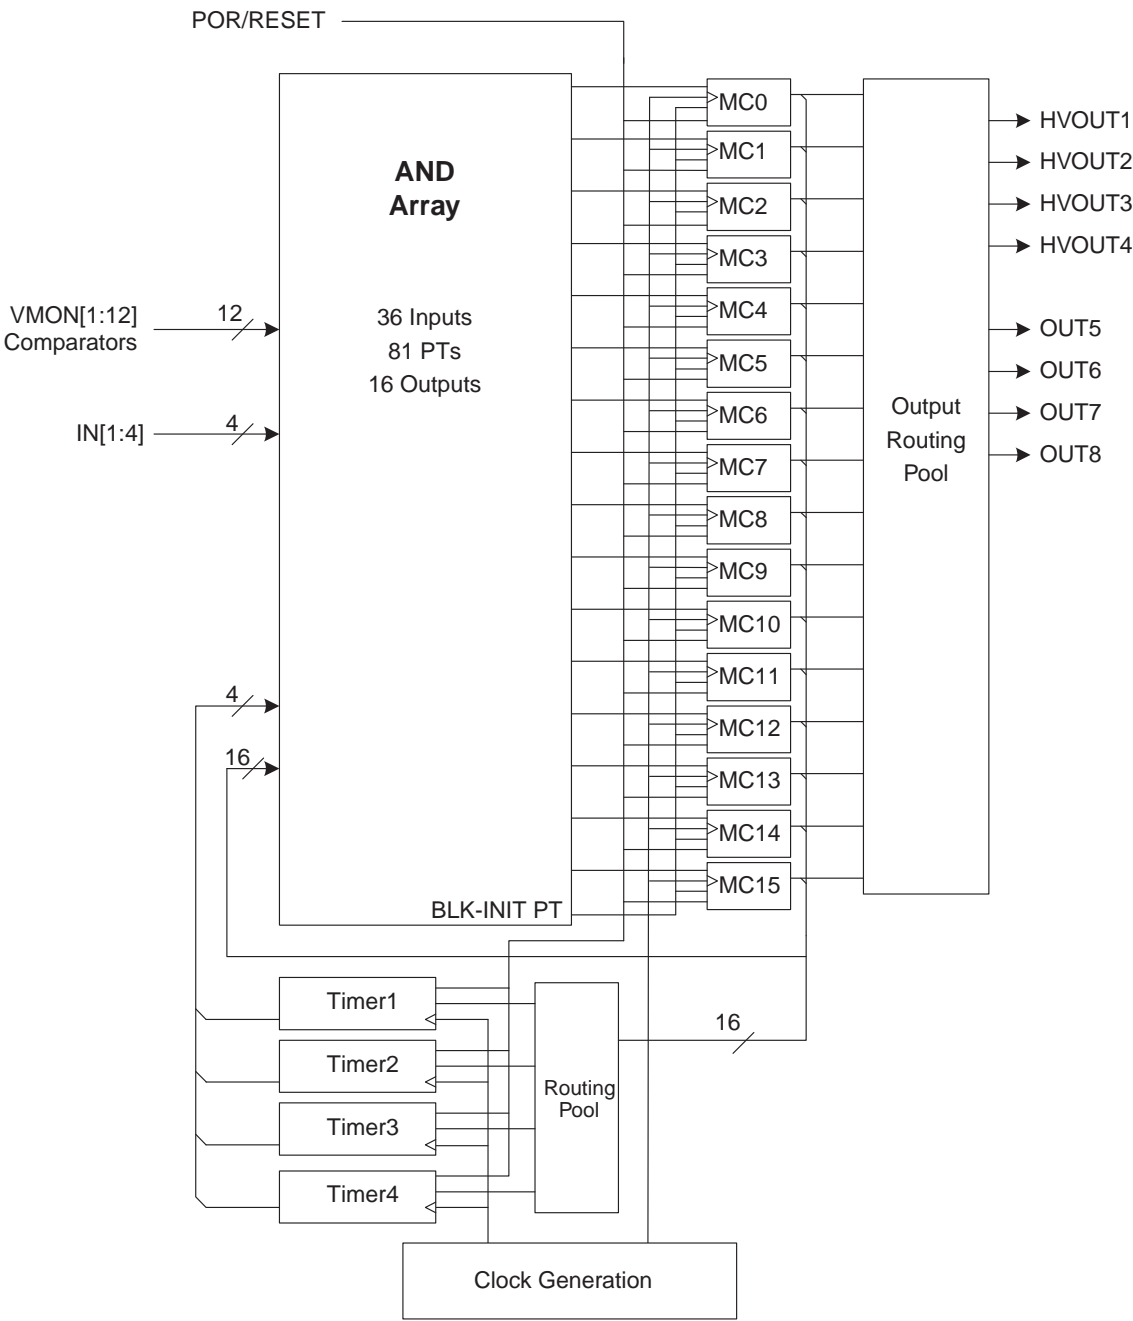 POR/RESET
AND
Array
36 Inputs
81 PTs
16 Outputs
VMON[1:12]
Comparators
12
IN[1:4]
4
4
16
BLK-INIT PT
MC0
MC1
MC2
MC3
MC4
MC5
MC6
MC7
MC8
MC9
MC10
MC11
MC12
MC13
MC14
MC15
Output
Routing
Pool
HVOUT1
HVOUT2
HVOUT3
HVOUT4
OUT5
OUT6
OUT7
OUT8
Timer1
Timer2
Timer3
Timer4
Routing
Pool
16
Clock Generation